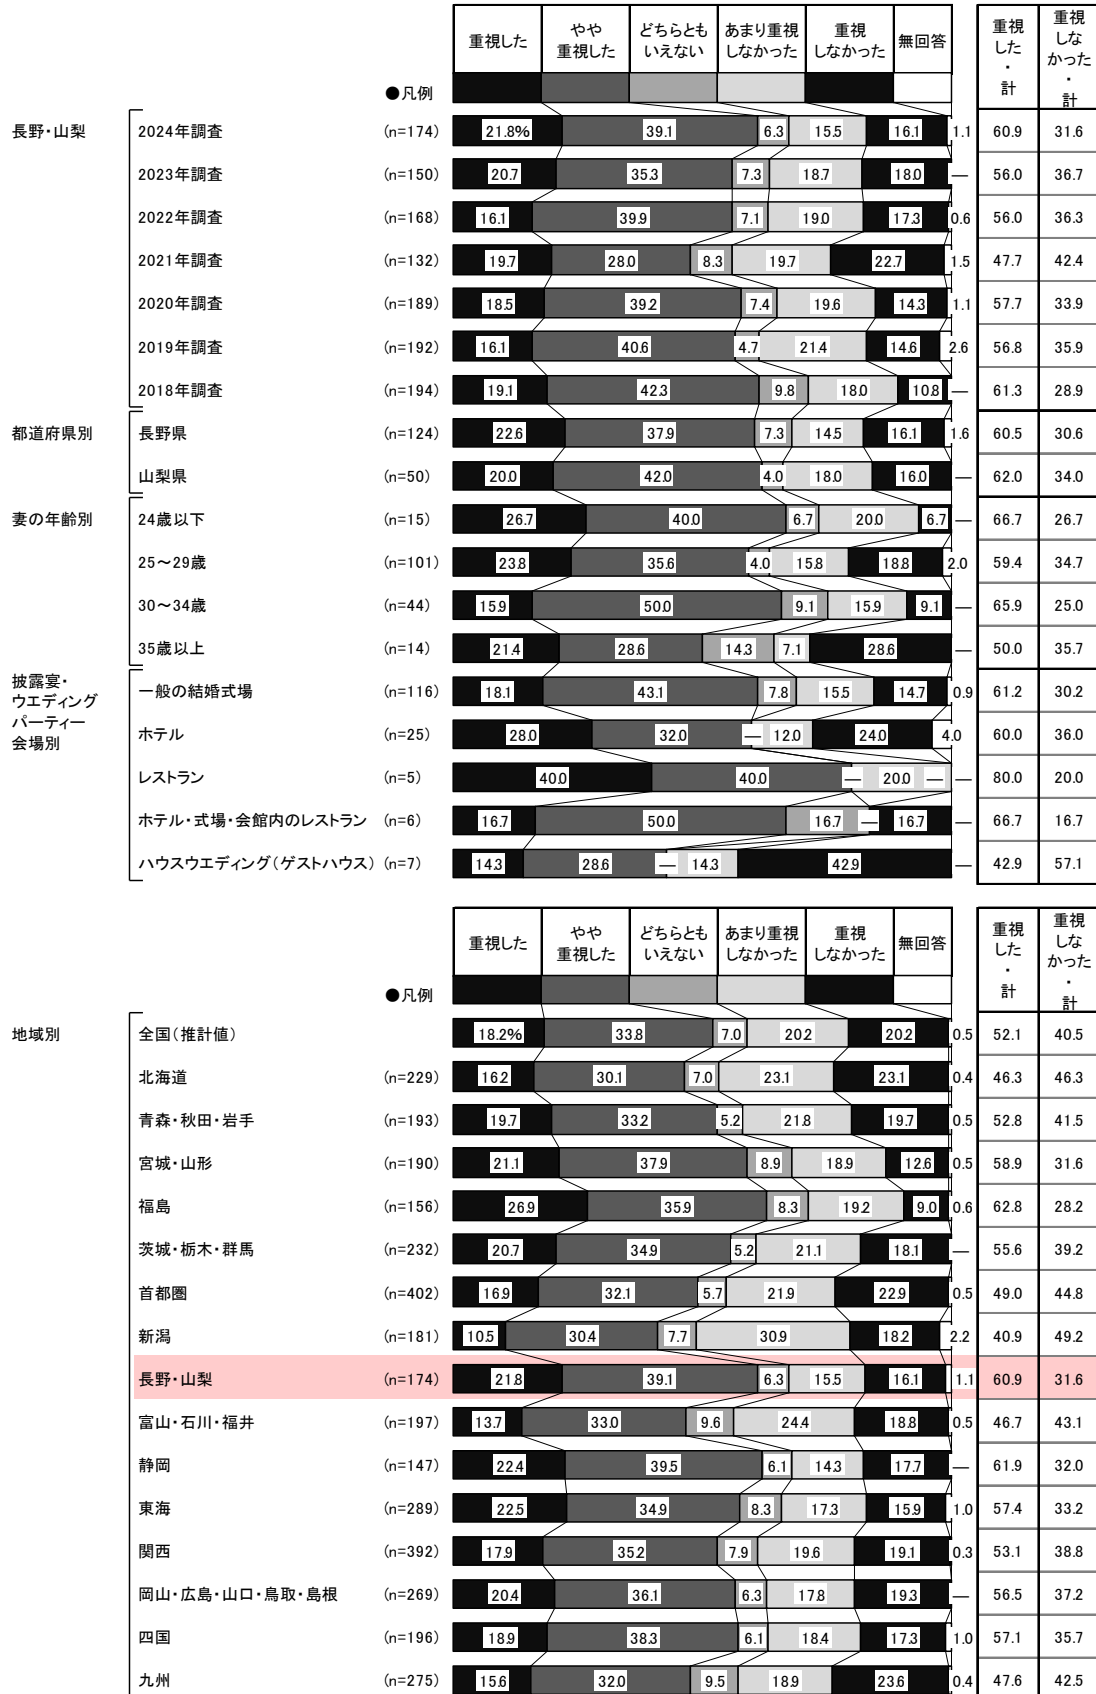 重視した やや重視した どちらともいえない あまり重視しなかった 重視しなかった 無回答 重視した・計 重視しなかった・計
●凡例
長野・山梨 2024年調査 (n=174) 21.8% 39.1 6.3 15.5 16.1 1.1 60.9 31.6
2023年調査 (n=150) 20.7 35.3 7.3 18.7 18.0 — 56.0 36.7
2022年調査 (n=168) 16.1 39.9 7.1 19.0 17.3 0.6 56.0 36.3
2021年調査 (n=132) 19.7 28.0 8.3 19.7 22.7 1.5 47.7 42.4
2020年調査 (n=189) 18.5 39.2 7.4 19.6 14.3 1.1 57.7 33.9
2019年調査 (n=192) 16.1 40.6 4.7 21.4 14.6 2.6 56.8 35.9
2018年調査 (n=194) 19.1 42.3 9.8 18.0 10.8 — 61.3 28.9
都道府県別 長野県 (n=124) 22.6 37.9 7.3 14.5 16.1 1.6 60.5 30.6
山梨県 (n=50) 20.0 42.0 4.0 18.0 16.0 — 62.0 34.0
妻の年齢別 24歳以下 (n=15) 26.7 40.0 6.7 20.0 6.7 — 66.7 26.7
25～29歳 (n=101) 23.8 35.6 4.0 15.8 18.8 2.0 59.4 34.7
30～34歳 (n=44) 15.9 50.0 9.1 15.9 9.1 — 65.9 25.0
35歳以上 (n=14) 21.4 28.6 14.3 7.1 28.6 — 50.0 35.7
披露宴・ウエディングパーティー会場別 一般の結婚式場 (n=116) 18.1 43.1 7.8 15.5 14.7 0.9 61.2 30.2
ホテル (n=25) 28.0 32.0 — 12.0 24.0 4.0 60.0 36.0
レストラン (n=5) 40.0 40.0 — 20.0 — — 80.0 20.0
ホテル・式場・会館内のレストラン (n=6) 16.7 50.0 16.7 — 16.7 — 66.7 16.7
ハウスウエディング(ゲストハウス) (n=7) 14.3 28.6 — 14.3 42.9 — 42.9 57.1
重視した やや重視した どちらともいえない あまり重視しなかった 重視しなかった 無回答 重視した・計 重視しなかった・計
●凡例
地域別 全国(推計値) 18.2% 33.8 7.0 20.2 20.2 0.5 52.1 40.5
北海道 (n=229) 16.2 30.1 7.0 23.1 23.1 0.4 46.3 46.3
青森・秋田・岩手 (n=193) 19.7 33.2 5.2 21.8 19.7 0.5 52.8 41.5
宮城・山形 (n=190) 21.1 37.9 8.9 18.9 12.6 0.5 58.9 31.6
福島 (n=156) 26.9 35.9 8.3 19.2 9.0 0.6 62.8 28.2
茨城・栃木・群馬 (n=232) 20.7 34.9 5.2 21.1 18.1 — 55.6 39.2
首都圏 (n=402) 16.9 32.1 5.7 21.9 22.9 0.5 49.0 44.8
新潟 (n=181) 10.5 30.4 7.7 30.9 18.2 2.2 40.9 49.2
長野・山梨 (n=174) 21.8 39.1 6.3 15.5 16.1 1.1 60.9 31.6
富山・石川・福井 (n=197) 13.7 33.0 9.6 24.4 18.8 0.5 46.7 43.1
静岡 (n=147) 22.4 39.5 6.1 14.3 17.7 — 61.9 32.0
東海 (n=289) 22.5 34.9 8.3 17.3 15.9 1.0 57.4 33.2
関西 (n=392) 17.9 35.2 7.9 19.6 19.1 0.3 53.1 38.8
岡山・広島・山口・鳥取・島根 (n=269) 20.4 36.1 6.3 17.8 19.3 — 56.5 37.2
四国 (n=196) 18.9 38.3 6.1 18.4 17.3 1.0 57.1 35.7
九州 (n=275) 15.6 32.0 9.5 18.9 23.6 0.4 47.6 42.5